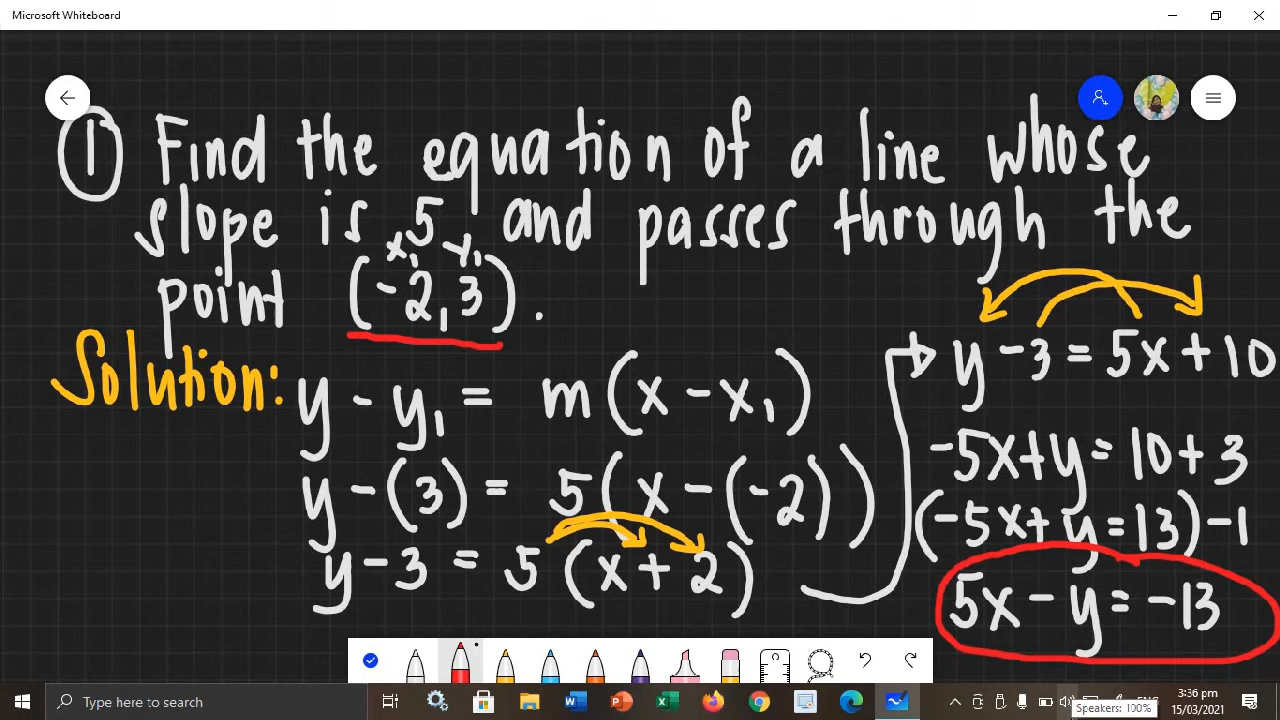 Microsoft Whiteboard
① Find the equation of a line whose
slope is 5 and passes through the
x₁ y₁
point (-2, 3).
Solution:
y - y₁ = m(x - x₁)
y - (3) = 5(x - (-2))
y - 3 = 5(x + 2)
y - 3 = 5x + 10
-5x + y = 10 + 3
(-5x + y = 13) -1
5x - y = -13
Type here to search
3:36 pm
15/03/2021
Speakers: 100%